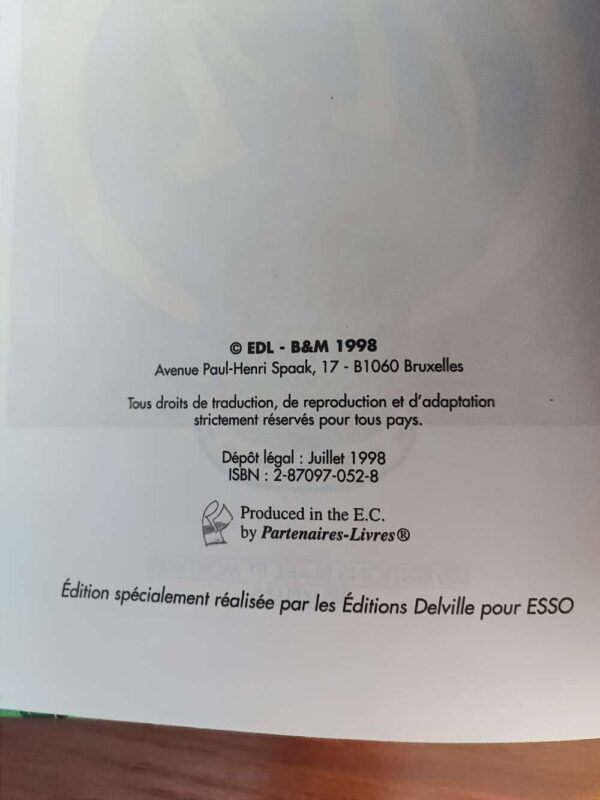 © EDL - B&M 1998
Avenue Paul-Henri Spaak, 17 - B1060 Bruxelles
Tous droits de traduction, de reproduction et d'adaptation
strictement réservés pour tous pays.
Dépôt légal : Juillet 1998
ISBN : 2-87097-052-8
Produced in the E.C.
by Partenaires-Livres®
Édition spécialement réalisée par les Éditions Delville pour ESSO